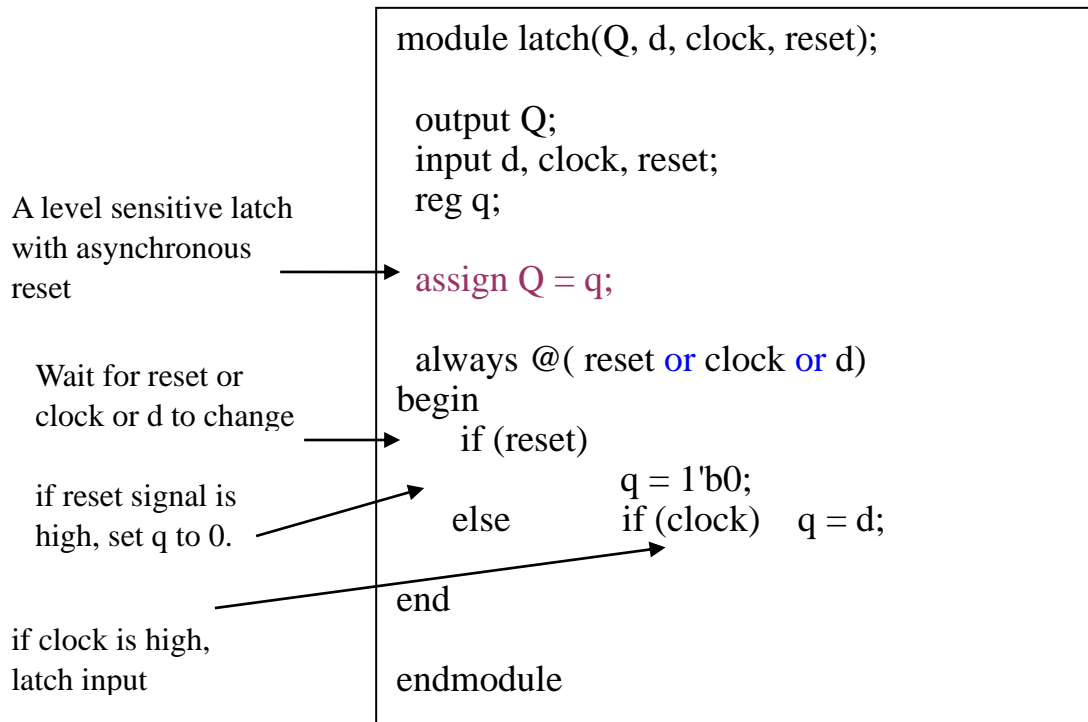 module latch(Q, d, clock, reset);
output Q;
input d, clock, reset;
reg q;
A level sensitive latch
with asynchronous
reset
assign Q = q;
always @( reset or clock or d)
Wait for reset or
clock or d to change
begin
if (reset)
if reset signal is
high, set q to 0.
q = 1'b0;
else if (clock) q = d;
end
if clock is high,
latch input
endmodule